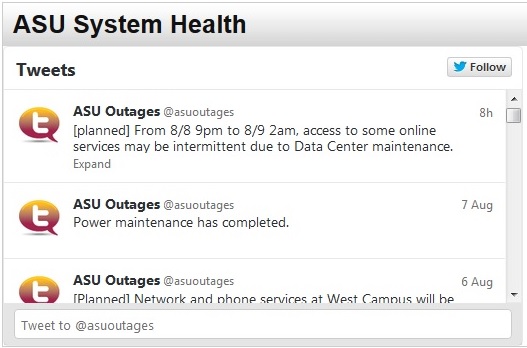 ASU System Health
Tweets
Follow
ASU Outages @asuoutages 8h
[planned] From 8/8 9pm to 8/9 2am, access to some online
services may be intermittent due to Data Center maintenance.
Expand
ASU Outages @asuoutages 7 Aug
Power maintenance has completed.
ASU Outages @asuoutages 6 Aug
[Planned] Network and phone services at West Campus will be
Tweet to @asuoutages